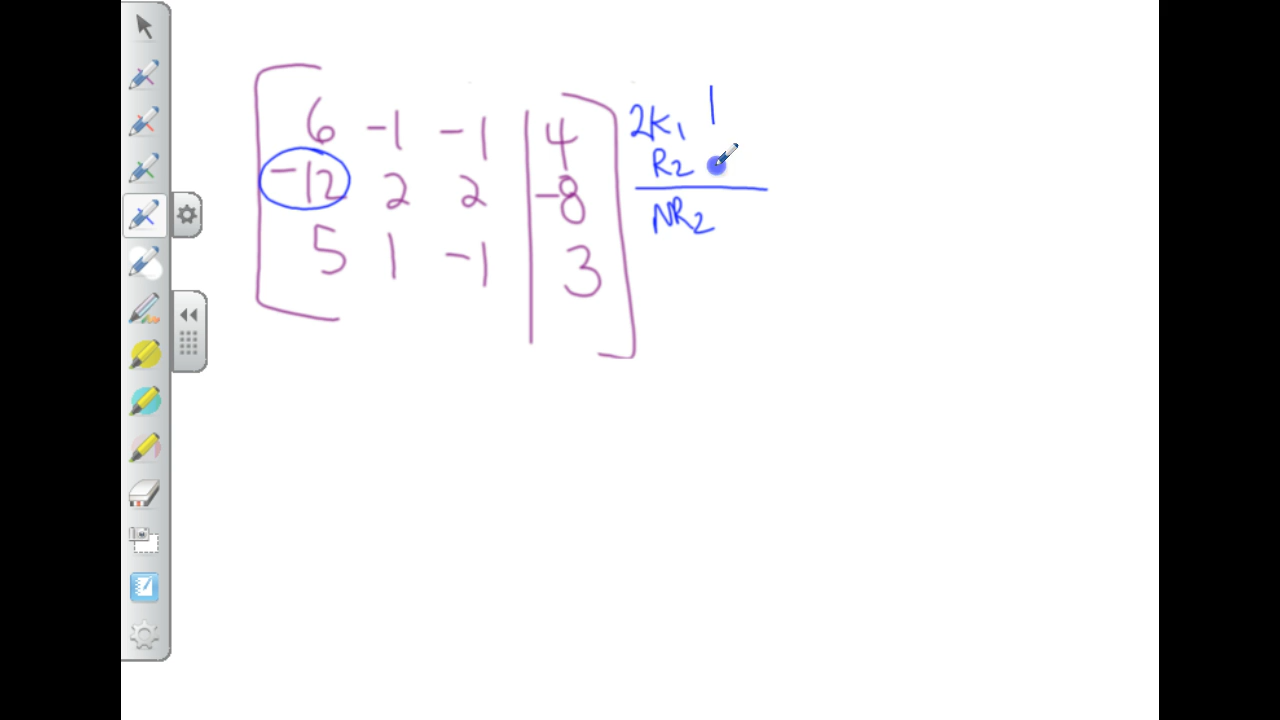 6 -1 -1 | 4 2R₁ 1
-12 2 2 | -8 R₂
5 1 -1 | 3 NR₂